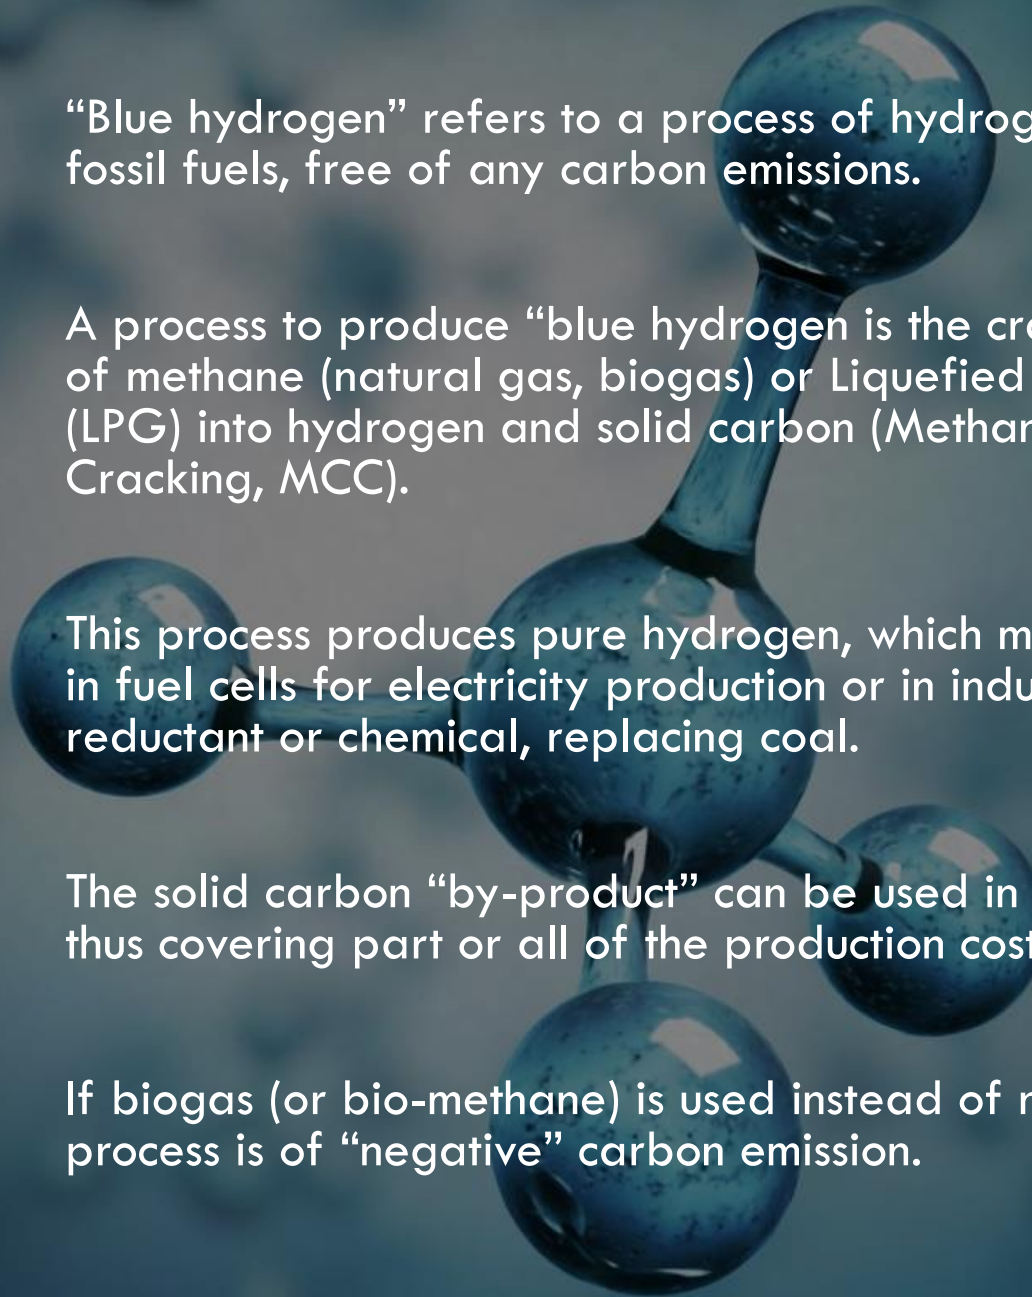 “Blue hydrogen” refers to a process of hydrog
fossil fuels, free of any carbon emissions.
A process to produce “blue hydrogen is the cr
of methane (natural gas, biogas) or Liquefied
(LPG) into hydrogen and solid carbon (Methan
Cracking, MCC).
This process produces pure hydrogen, which m
in fuel cells for electricity production or in indu
reductant or chemical, replacing coal.
The solid carbon “by-product” can be used in
thus covering part or all of the production cost
If biogas (or bio-methane) is used instead of n
process is of “negative” carbon emission.